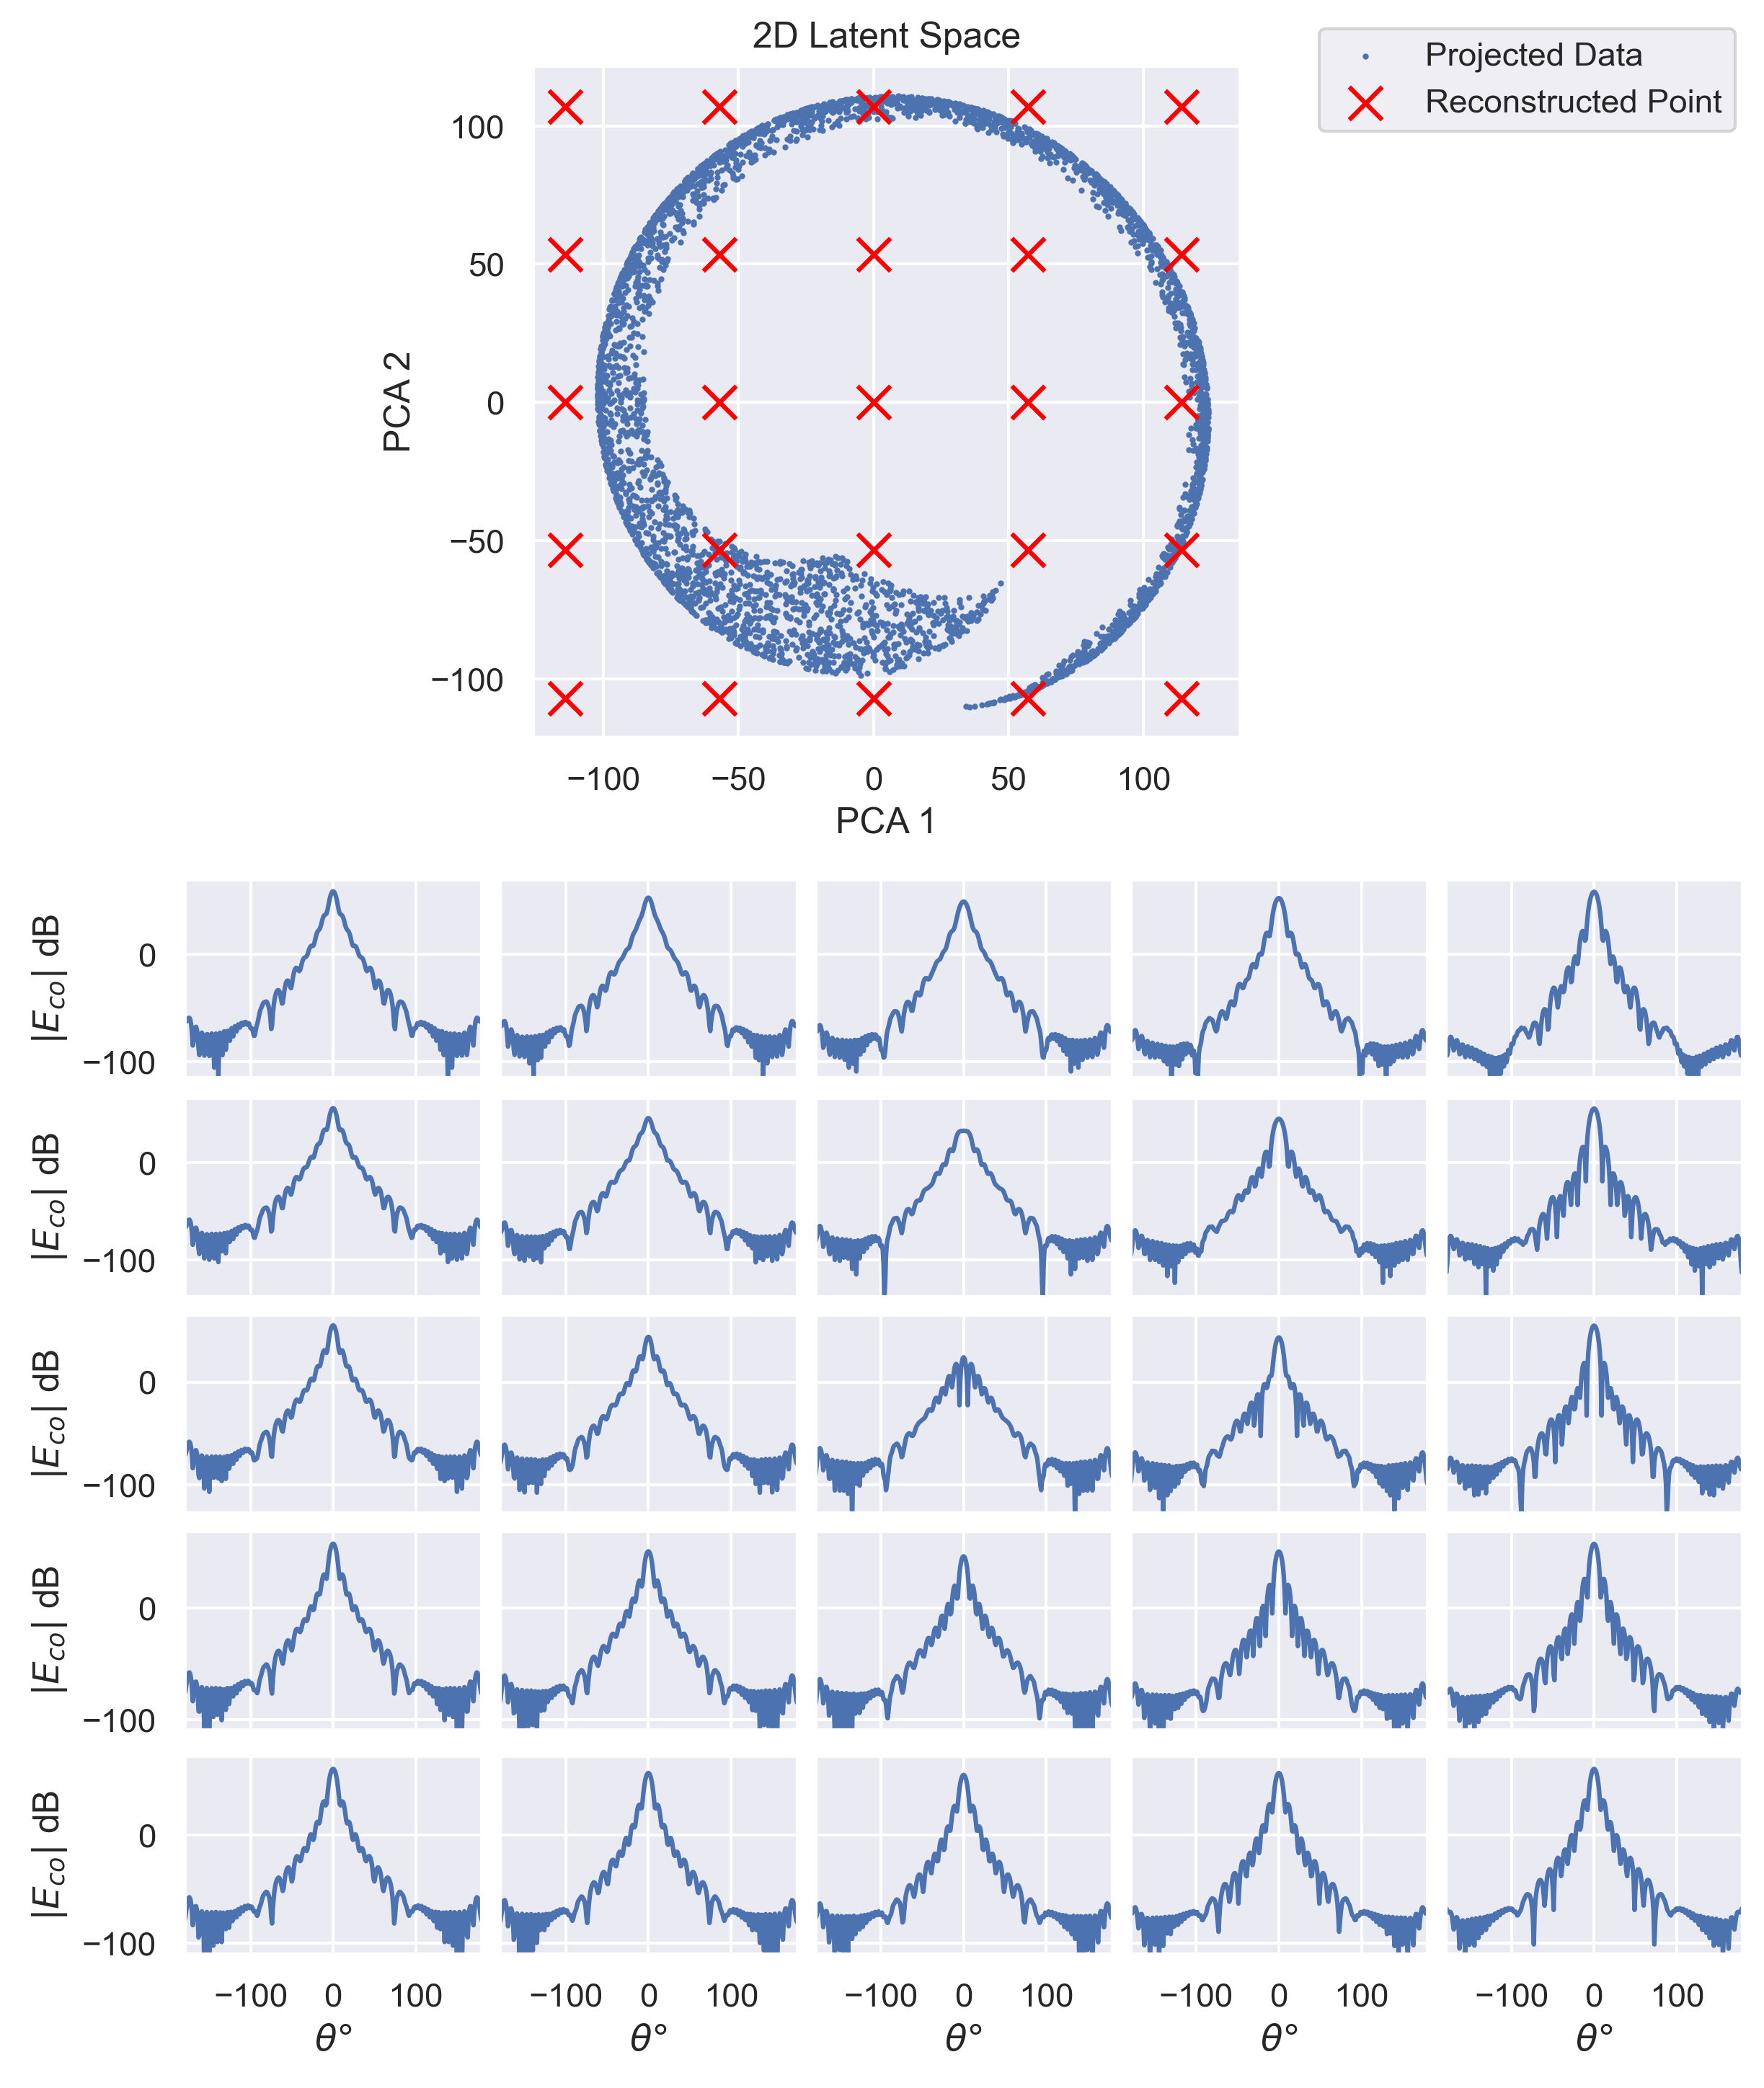 2D Latent Space
Projected Data
Reconstructed Point
100
50
0
−50
−100
PCA 2
−100 −50 0 50 100
PCA 1
|E_co| dB
0
−100
|E_co| dB
0
−100
|E_co| dB
0
−100
|E_co| dB
0
−100
|E_co| dB
0
−100
−100 0 100 −100 0 100 −100 0 100 −100 0 100 −100 0 100
θ° θ° θ° θ° θ°